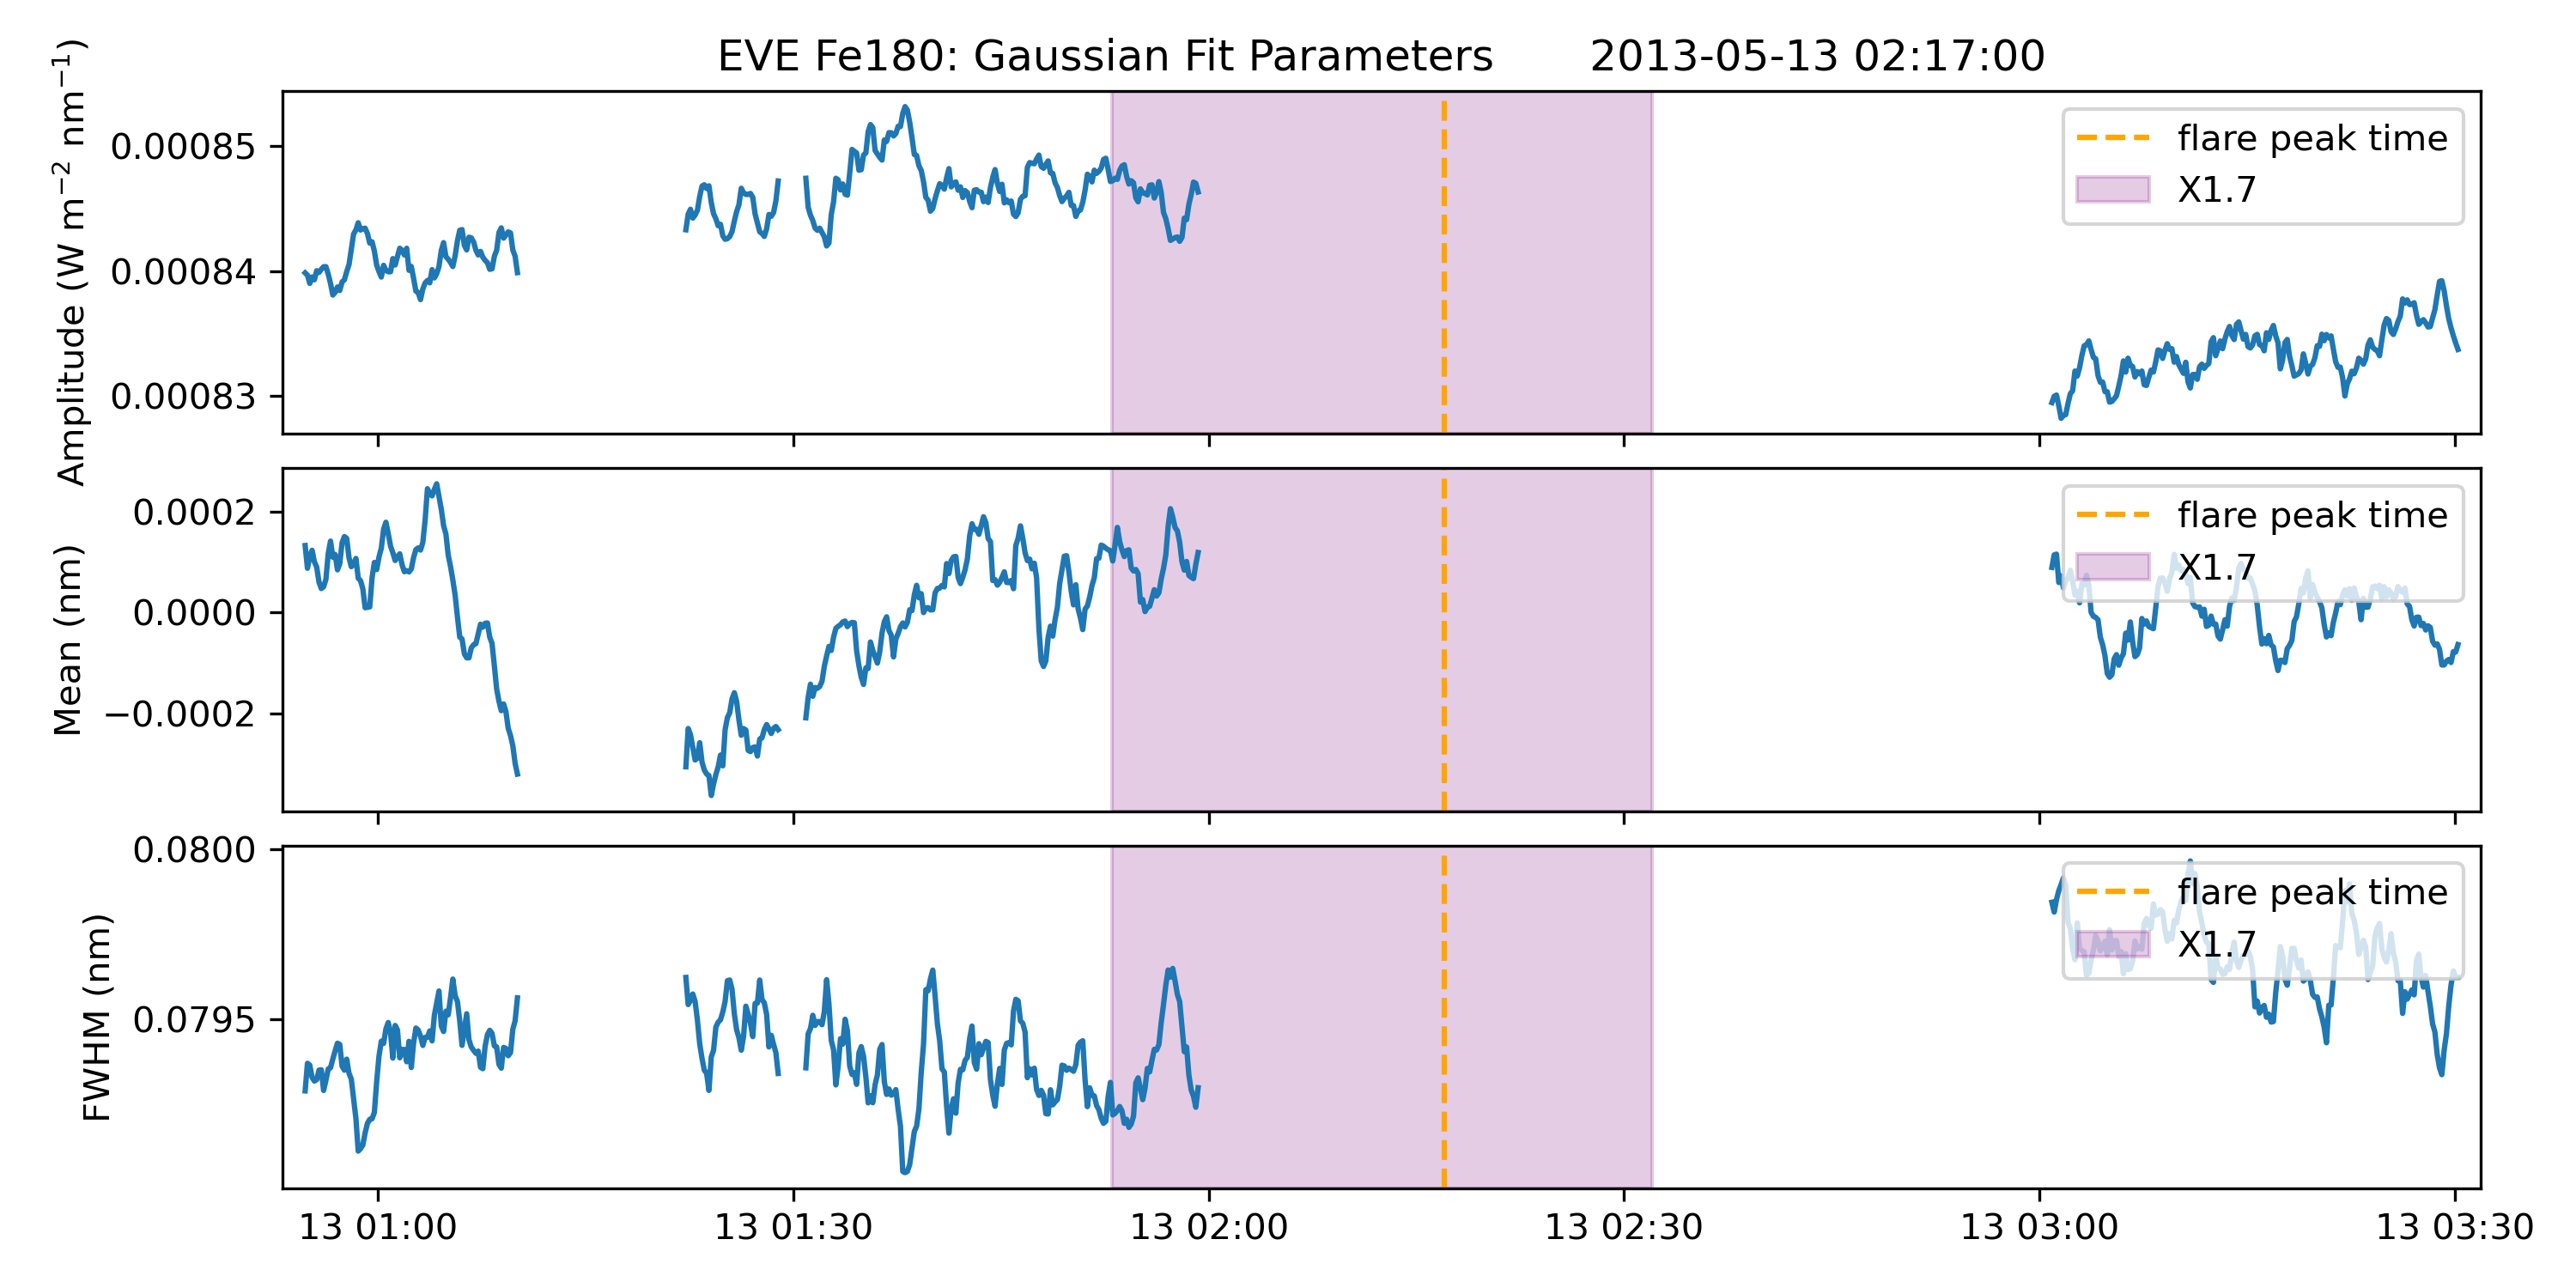 EVE Fe180: Gaussian Fit Parameters 2013-05-13 02:17:00
Amplitude (W m⁻² nm⁻¹)
0.00085
0.00084
0.00083
flare peak time
X1.7
Mean (nm)
0.0002
0.0000
−0.0002
flare peak time
X1.7
FWHM (nm)
0.0800
0.0795
flare peak time
X1.7
13 01:00 13 01:30 13 02:00 13 02:30 13 03:00 13 03:30